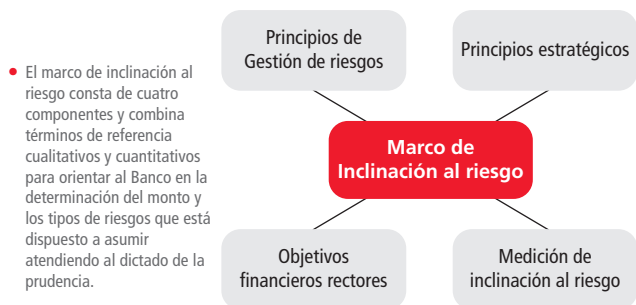 ● El marco de inclinación al
riesgo consta de cuatro
componentes y combina
términos de referencia
cualitativos y cuantitativos
para orientar al Banco en la
determinación del monto y
los tipos de riesgos que está
dispuesto a asumir
atendiendo al dictado de la
prudencia.
Principios de
Gestión de riesgos
Principios estratégicos
Marco de
Inclinación al riesgo
Objetivos
financieros rectores
Medición de
inclinación al riesgo